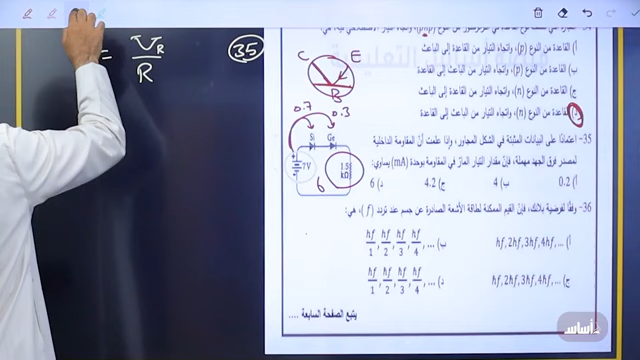 = V_R / R
35
C E
B
أ) القاعدة من النوع (p)، واتجاه التيار من القاعدة إلى الباعث
ب) القاعدة من النوع (p)، واتجاه التيار من الباعث إلى القاعدة
ج) القاعدة من النوع (n)، واتجاه التيار من القاعدة إلى الباعث
د) القاعدة من النوع (n)، واتجاه التيار من الباعث إلى القاعدة
35- اعتمادًا على البيانات المثبتة في الشكل المجاور، وإذا علمت أنّ المقاومة الداخلية
لمصدر فرق الجهد مهملة، فإنّ مقدار التيار المارّ في المقاومة بوحدة (mA) يساوي:
أ) 0.2 ب) 4 ج) 4.2 د) 6
0.7 0.3
Si Ge
7V
1.5
kΩ
6
36- وفقًا لفرضية بلانك، فإنّ القيم الممكنة لطاقة الأشعة الصادرة عن جسم عند تردد (f)، هي:
أ) hf, 2hf, 3hf, 4hf, ... ب) hf/1, hf/2, hf/3, hf/4, ...
ج) hf, 2hf, 3hf, 4hf د) hf/1, hf/2, hf/3, hf/4
يتبع الصفحة السابعة ....
أساس